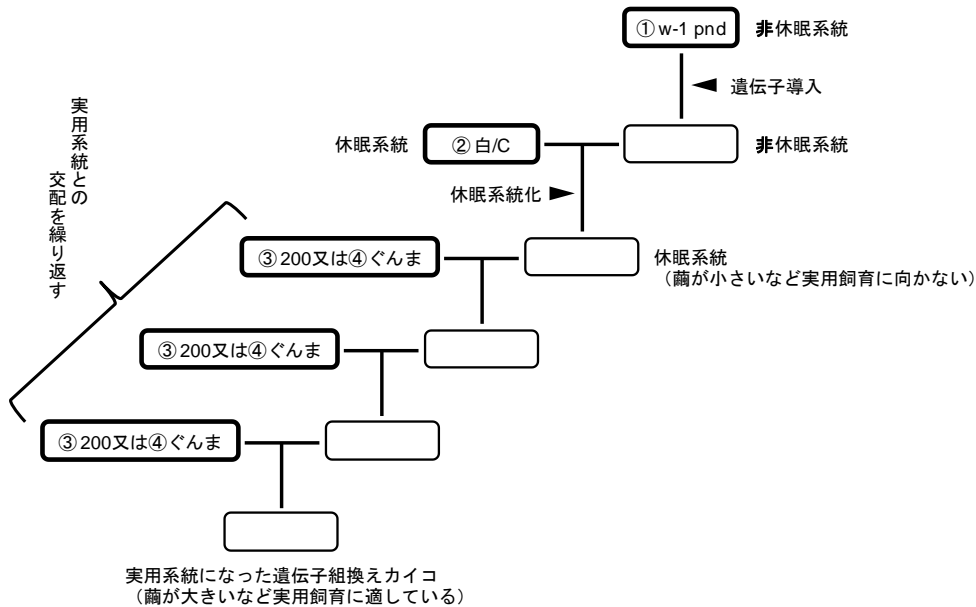 ① w-1 pnd
非休眠系統
遺伝子導入
休眠系統
② 白/C
非休眠系統
休眠系統化
実用系統との
交配を繰り返す
③ 200又は④ぐんま
休眠系統
（繭が小さいなど実用飼育に向かない）
③ 200又は④ぐんま
③ 200又は④ぐんま
実用系統になった遺伝子組換えカイコ
（繭が大きいなど実用飼育に適している）